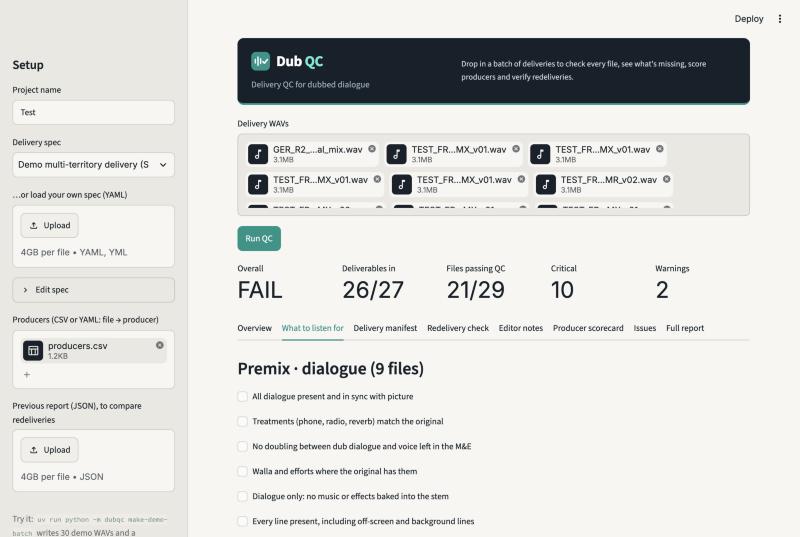 Deploy
Setup
Project name
Test
Delivery spec
Demo multi-territory delivery (S
...or load your own spec (YAML)
Upload
4GB per file • YAML, YML
Edit spec
Producers (CSV or YAML: file → producer)
producers.csv
1.2KB
+
Previous report (JSON), to compare
redeliveries
Upload
4GB per file • JSON
Try it: uv run python -m dubqc make-demo-
batch writes 30 demo WAVs and a
Dub QC
Delivery QC for dubbed dialogue
Drop in a batch of deliveries to check every file, see what's missing, score
producers and verify redeliveries.
Delivery WAVs
GER_R2_...al_mix.wav
3.1MB
TEST_FR...MX_v01.wav
3.1MB
TEST_FR...MX_v01.wav
3.1MB
TEST_FR...MX_v01.wav
3.1MB
TEST_FR...MX_v01.wav
3.1MB
TEST_FR...MR_v02.wav
3.1MB
Run QC
Overall
FAIL
Deliverables in
26/27
Files passing QC
21/29
Critical
10
Warnings
2
Overview What to listen for Delivery manifest Redelivery check Editor notes Producer scorecard Issues Full report
Premix · dialogue (9 files)
All dialogue present and in sync with picture
Treatments (phone, radio, reverb) match the original
No doubling between dub dialogue and voice left in the M&E
Walla and efforts where the original has them
Dialogue only: no music or effects baked into the stem
Every line present, including off-screen and background lines